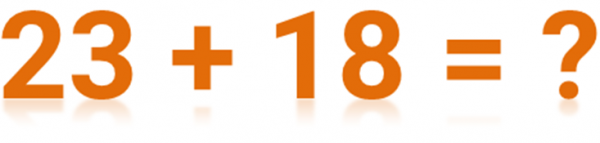 23 + 18 = ?